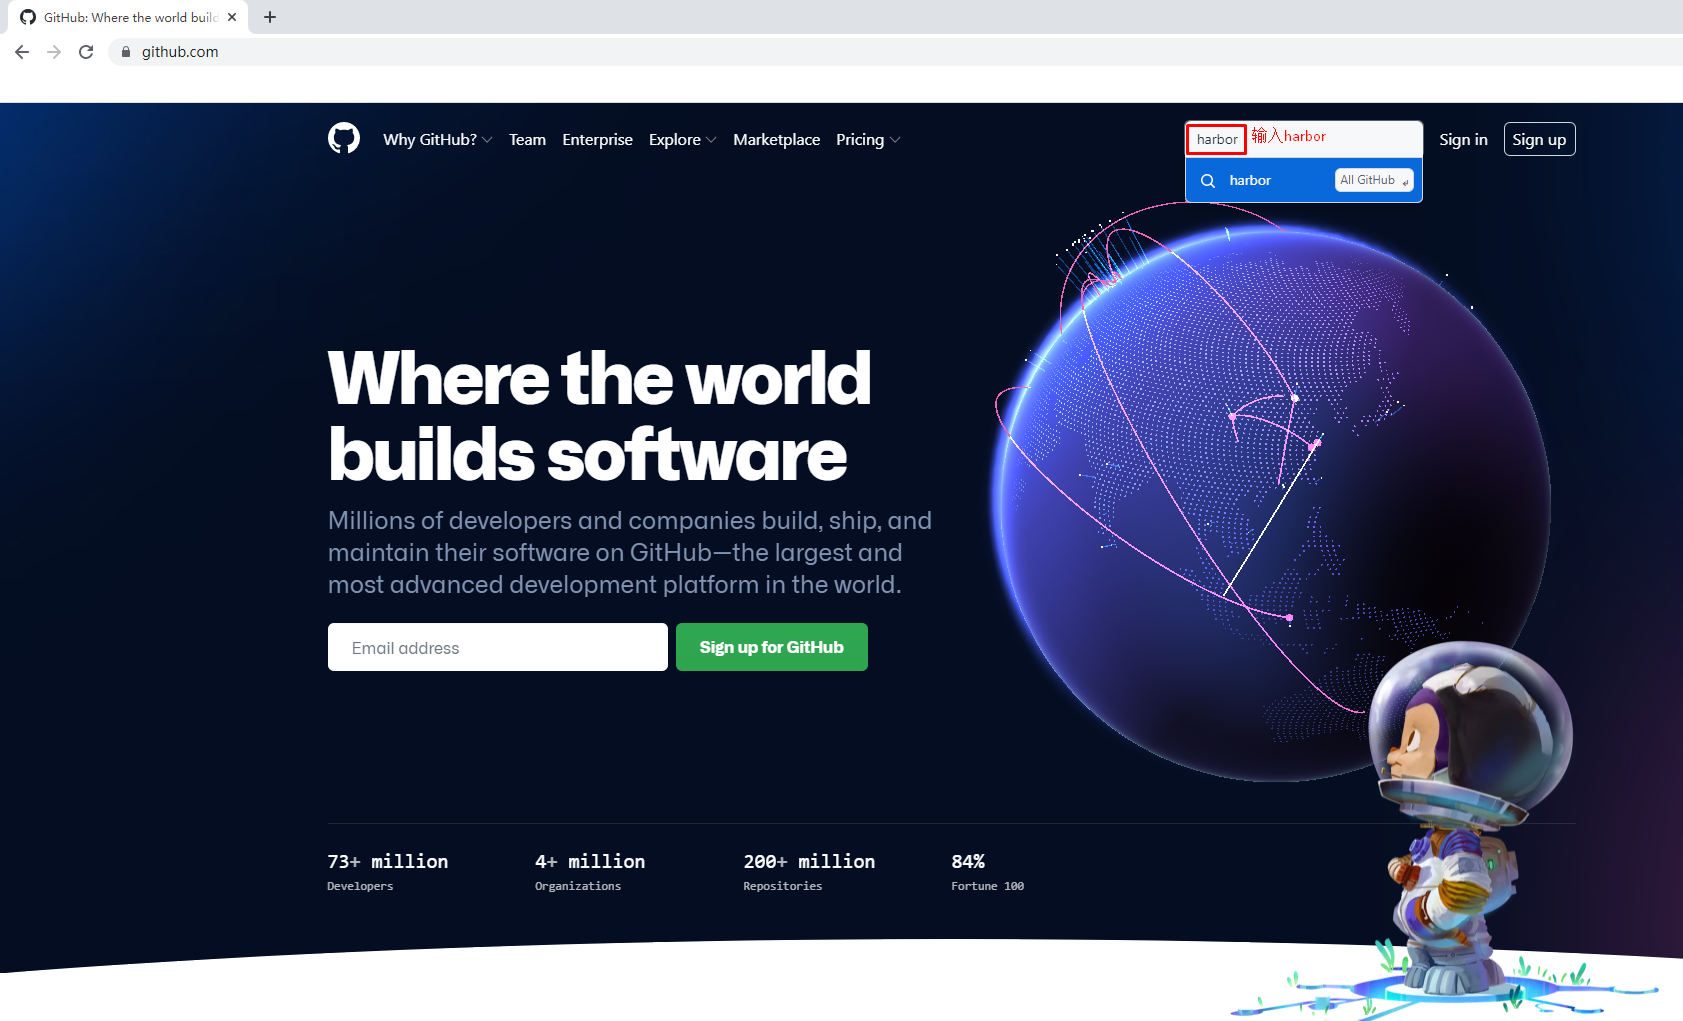 GitHub: Where the world build
github.com
Why GitHub? Team Enterprise Explore Marketplace Pricing
harbor 输入harbor
Sign in Sign up
harbor All GitHub
Where the world
builds software
Millions of developers and companies build, ship, and
maintain their software on GitHub—the largest and
most advanced development platform in the world.
Email address Sign up for GitHub
73+ million 4+ million 200+ million 84%
Developers Organizations Repositories Fortune 100